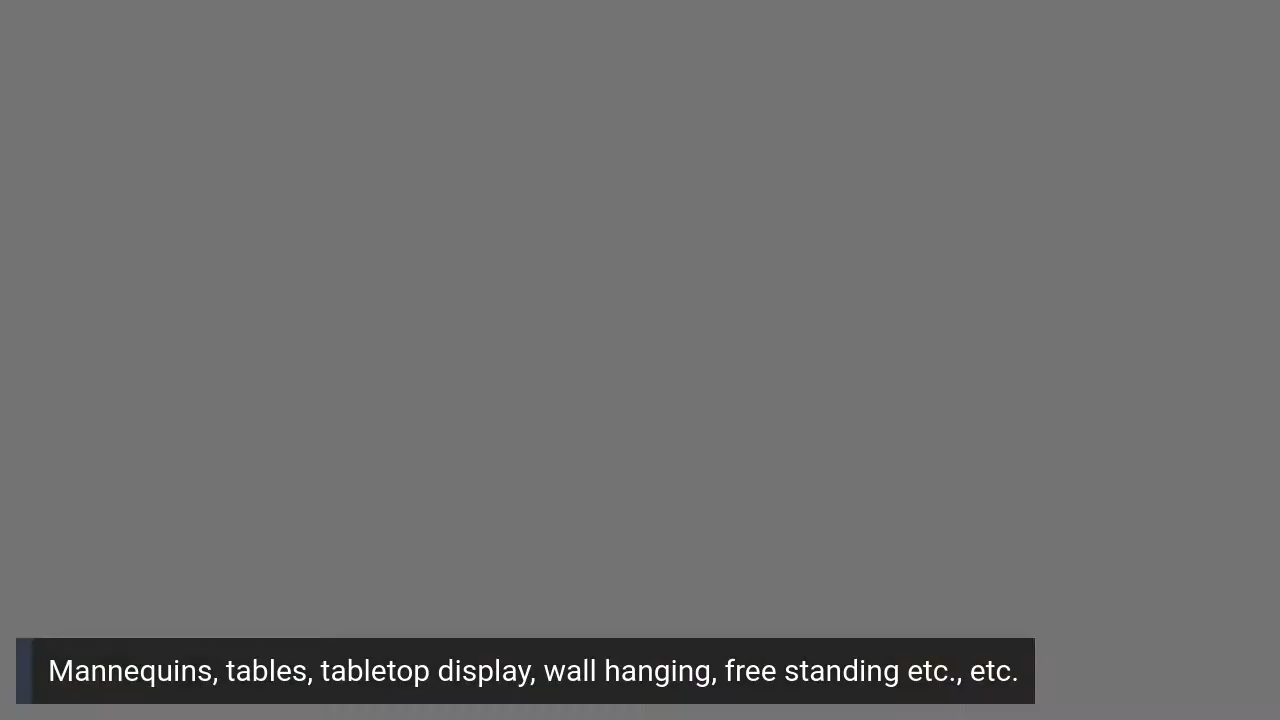 Mannequins, tables, tabletop display, wall hanging, free standing etc., etc.